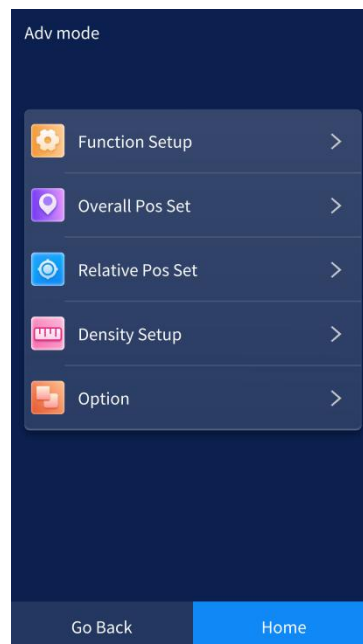 Adv mode
Function Setup
Overall Pos Set
Relative Pos Set
Density Setup
Option
Go Back
Home